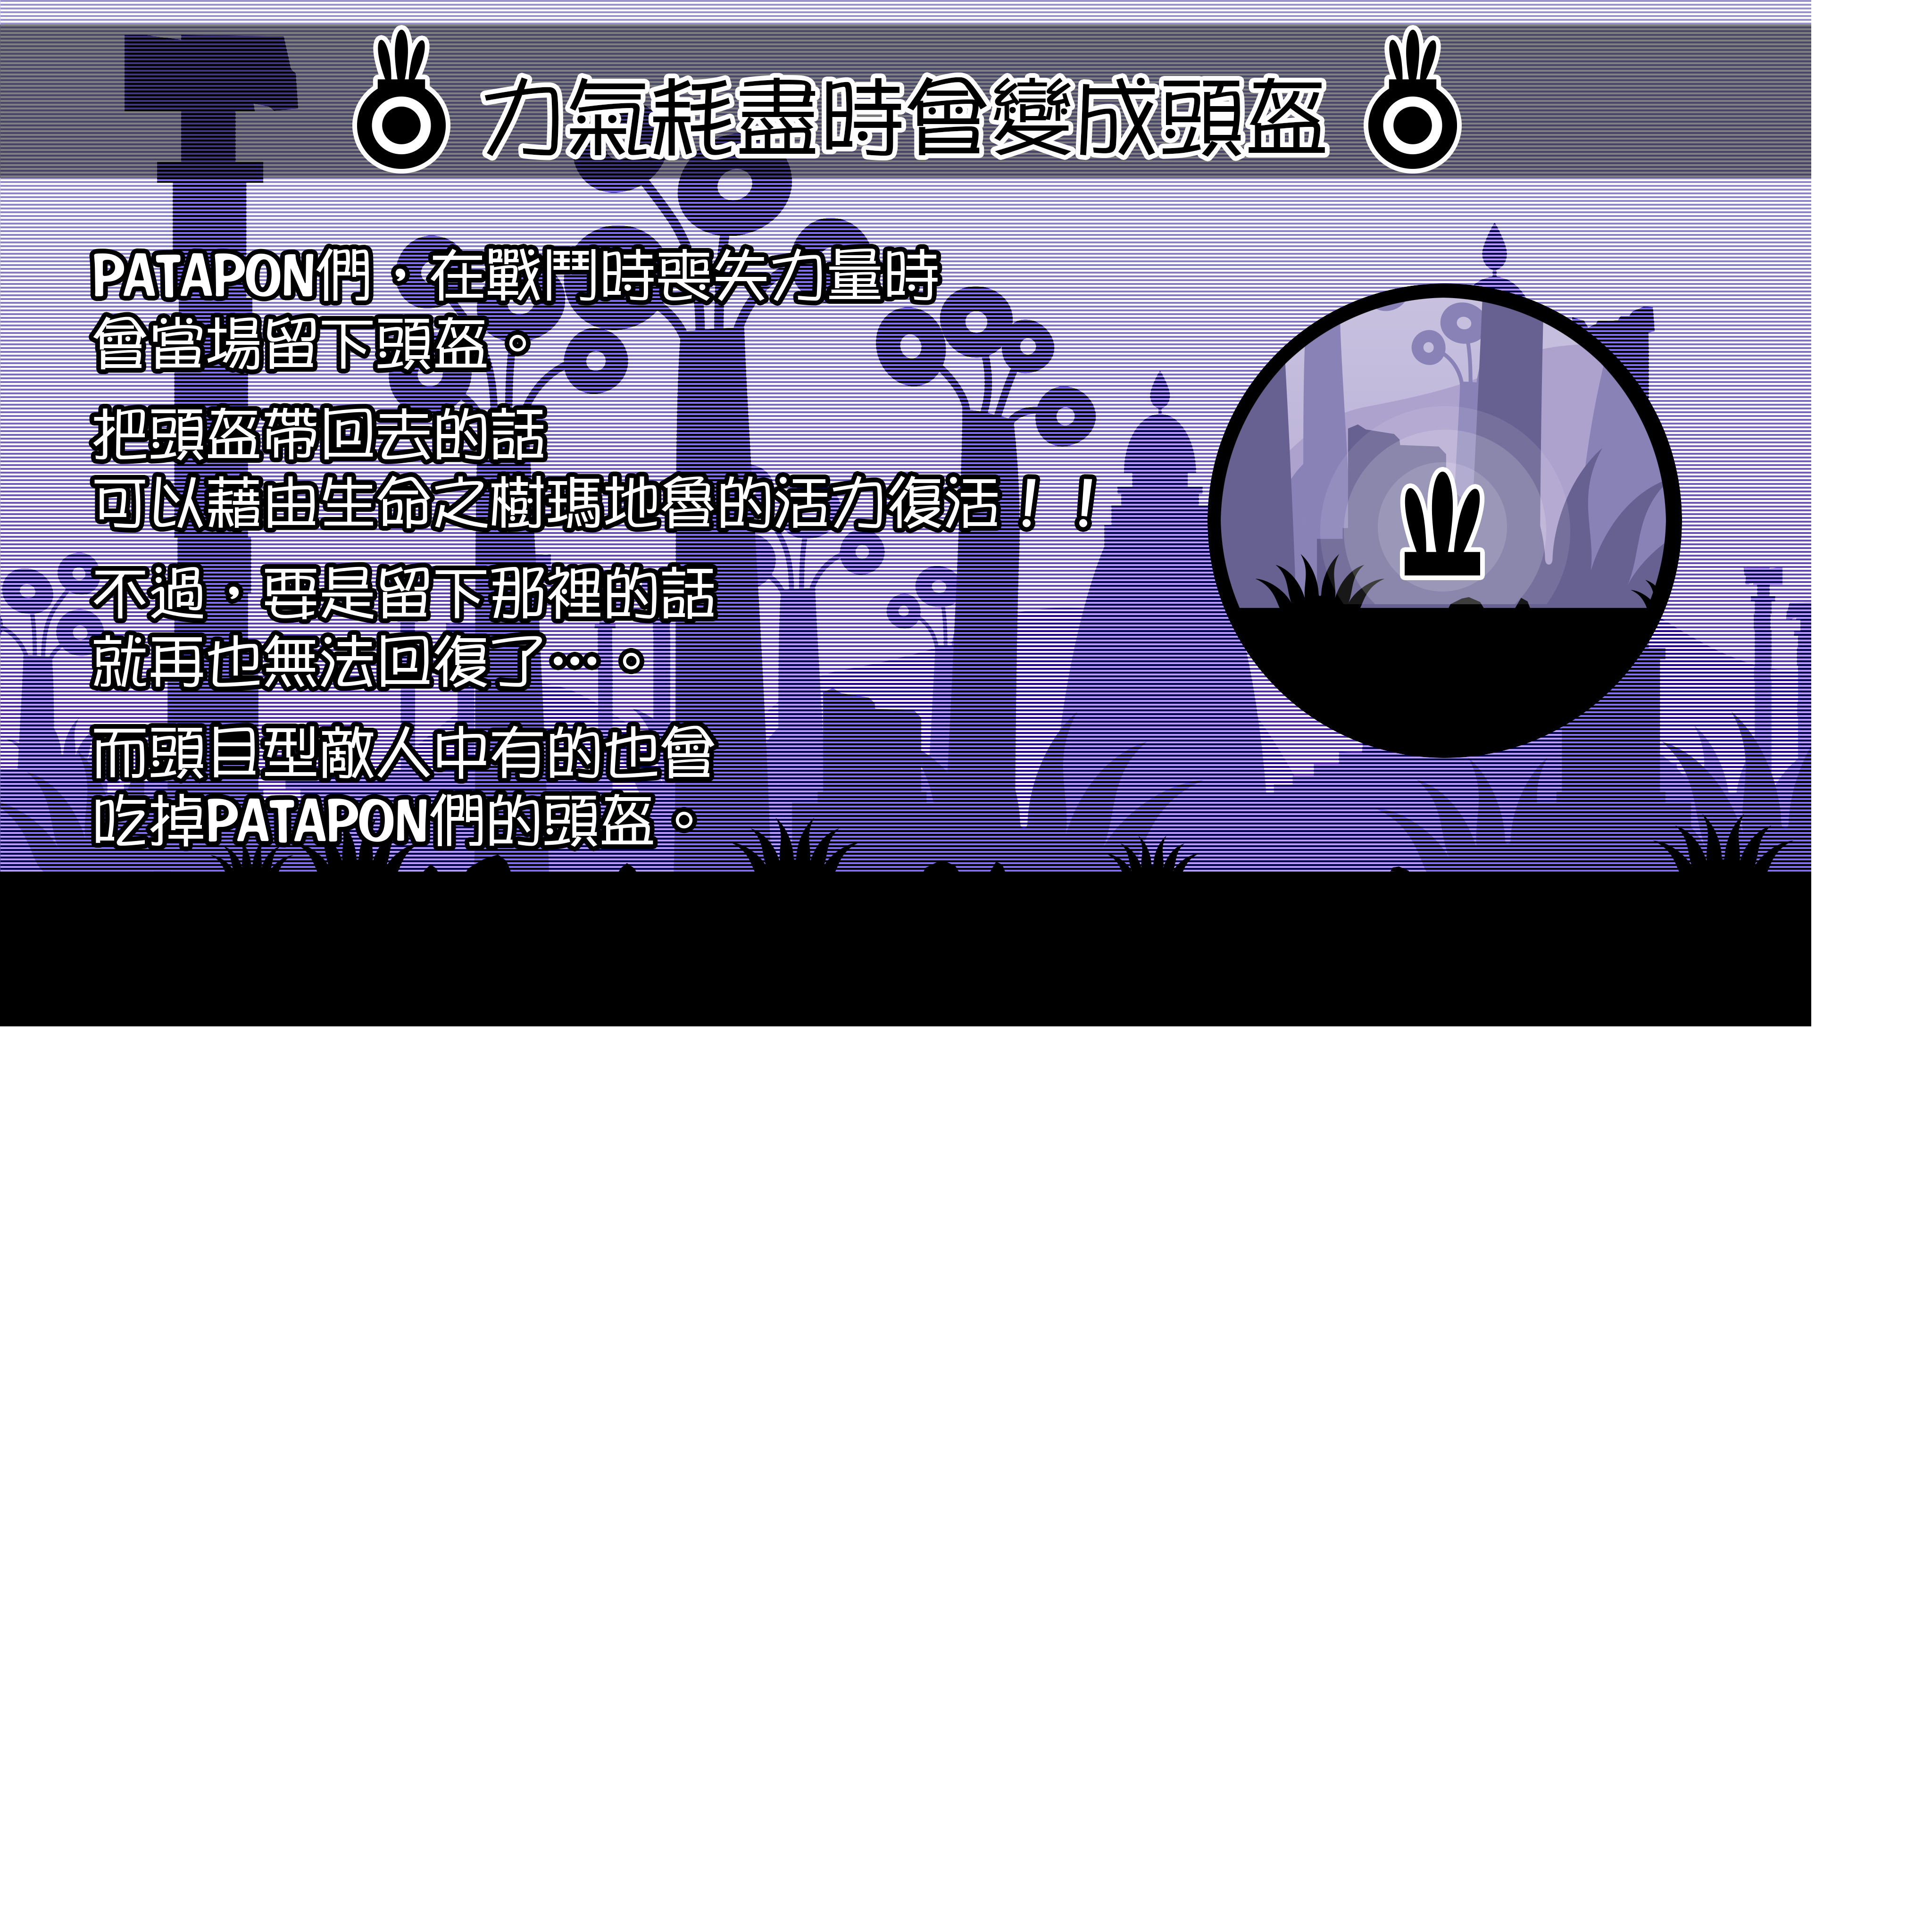 力氣耗盡時會變成頭盔
PATAPON們，在戰鬥時喪失力量時
會當場留下頭盔。
把頭盔帶回去的話
可以藉由生命之樹瑪地魯的活力復活！！
不過，要是留下那裡的話
就再也無法回復了…。
而頭目型敵人中有的也會
吃掉PATAPON們的頭盔。